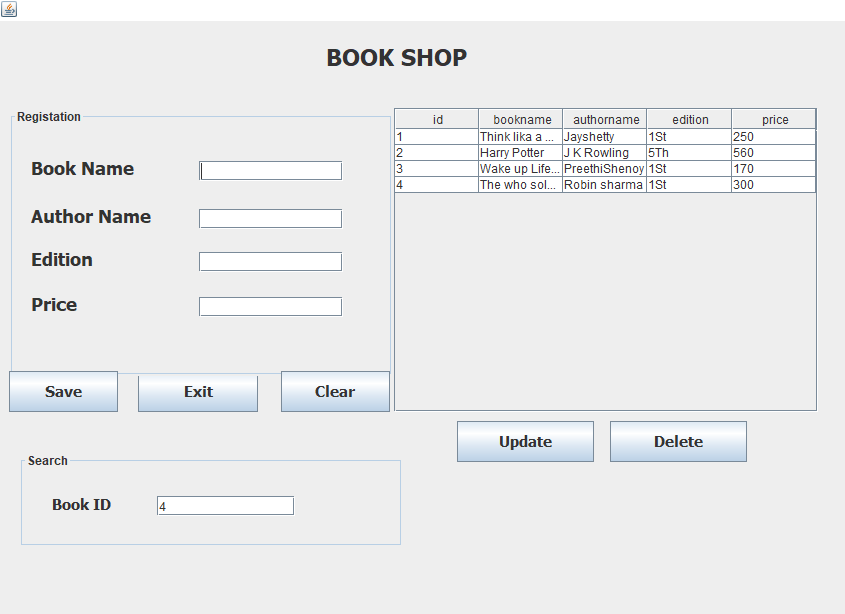 BOOK SHOP
Registation
Book Name
Author Name
Edition
Price
Save Exit Clear
id bookname authorname edition price
1 Think lika a ... Jayshetty 1St 250
2 Harry Potter J K Rowling 5Th 560
3 Wake up Life... PreethiShenoy 1St 170
4 The who sol... Robin sharma 1St 300
Update Delete
Search
Book ID 4